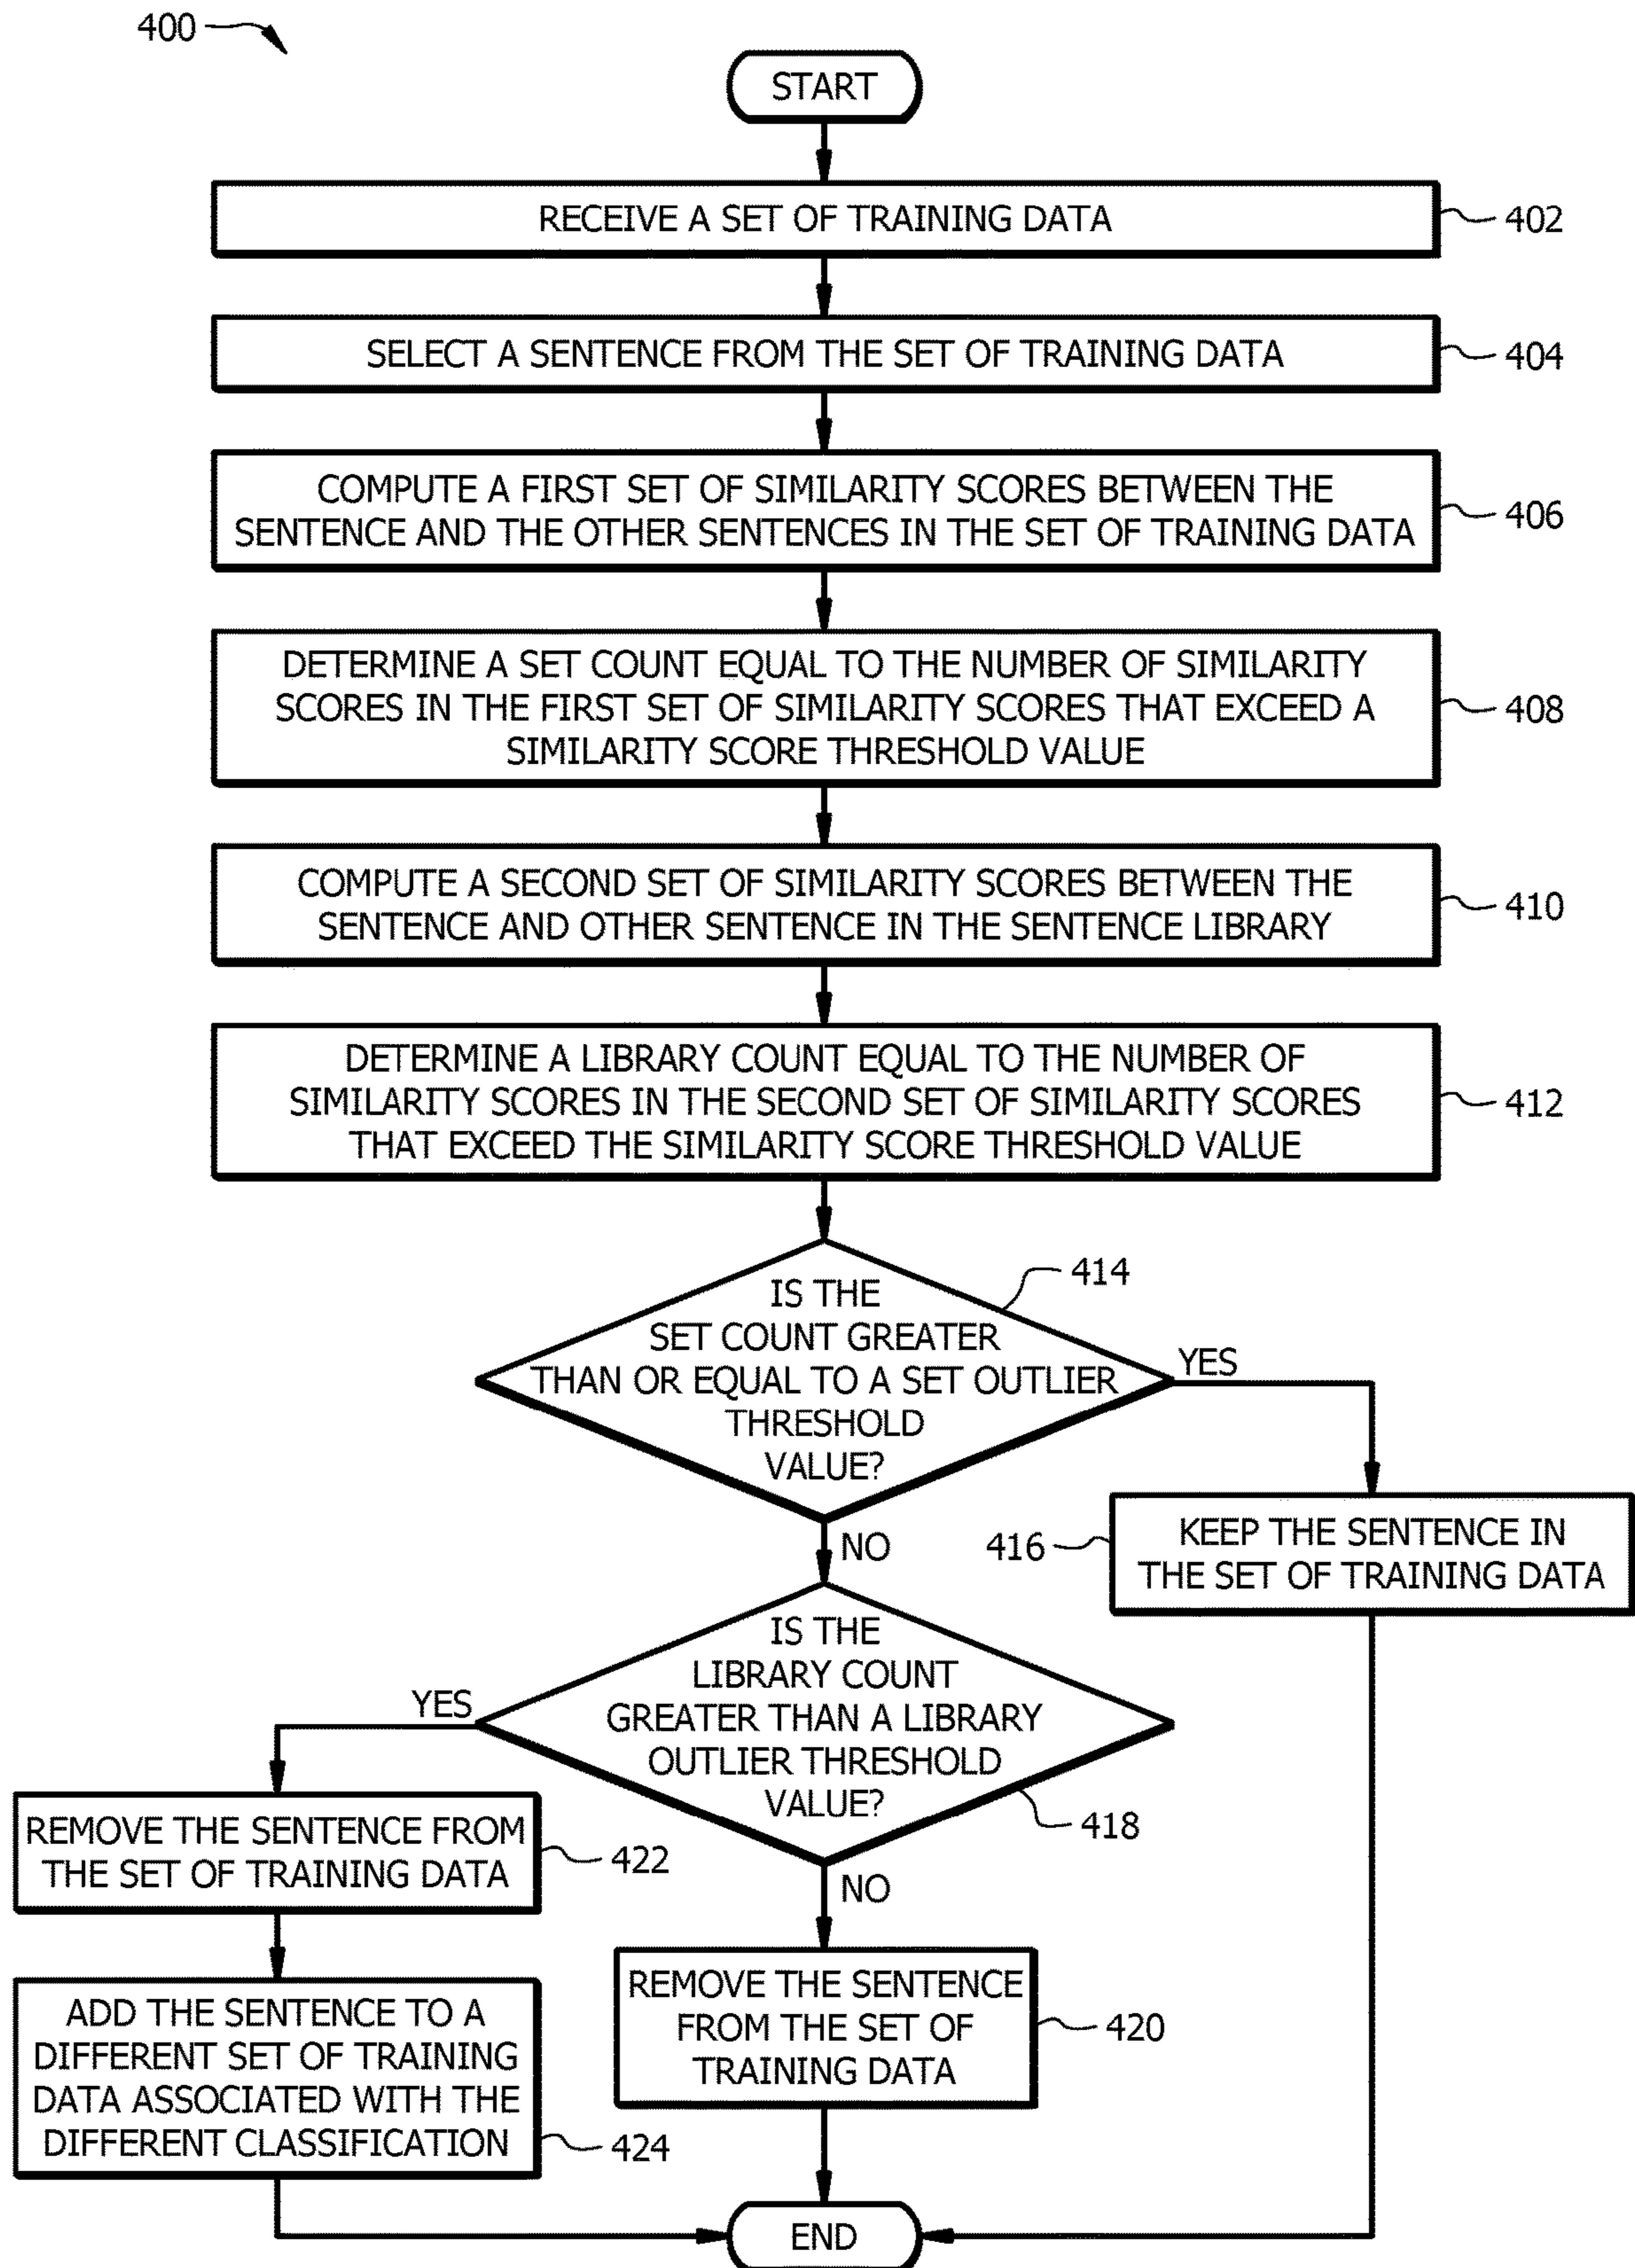 400
START
RECEIVE A SET OF TRAINING DATA
402
SELECT A SENTENCE FROM THE SET OF TRAINING DATA
404
COMPUTE A FIRST SET OF SIMILARITY SCORES BETWEEN THE
SENTENCE AND THE OTHER SENTENCES IN THE SET OF TRAINING DATA
406
DETERMINE A SET COUNT EQUAL TO THE NUMBER OF SIMILARITY
SCORES IN THE FIRST SET OF SIMILARITY SCORES THAT EXCEED A
SIMILARITY SCORE THRESHOLD VALUE
408
COMPUTE A SECOND SET OF SIMILARITY SCORES BETWEEN THE
SENTENCE AND OTHER SENTENCE IN THE SENTENCE LIBRARY
410
DETERMINE A LIBRARY COUNT EQUAL TO THE NUMBER OF
SIMILARITY SCORES IN THE SECOND SET OF SIMILARITY SCORES
THAT EXCEED THE SIMILARITY SCORE THRESHOLD VALUE
412
IS THE
SET COUNT GREATER
THAN OR EQUAL TO A SET OUTLIER
THRESHOLD
VALUE?
414
YES
NO
416
KEEP THE SENTENCE IN
THE SET OF TRAINING DATA
IS THE
LIBRARY COUNT
GREATER THAN A LIBRARY
OUTLIER THRESHOLD
VALUE?
418
YES
NO
REMOVE THE SENTENCE FROM
THE SET OF TRAINING DATA
422
REMOVE THE SENTENCE
FROM THE SET OF
TRAINING DATA
420
ADD THE SENTENCE TO A
DIFFERENT SET OF TRAINING
DATA ASSOCIATED WITH THE
DIFFERENT CLASSIFICATION
424
END